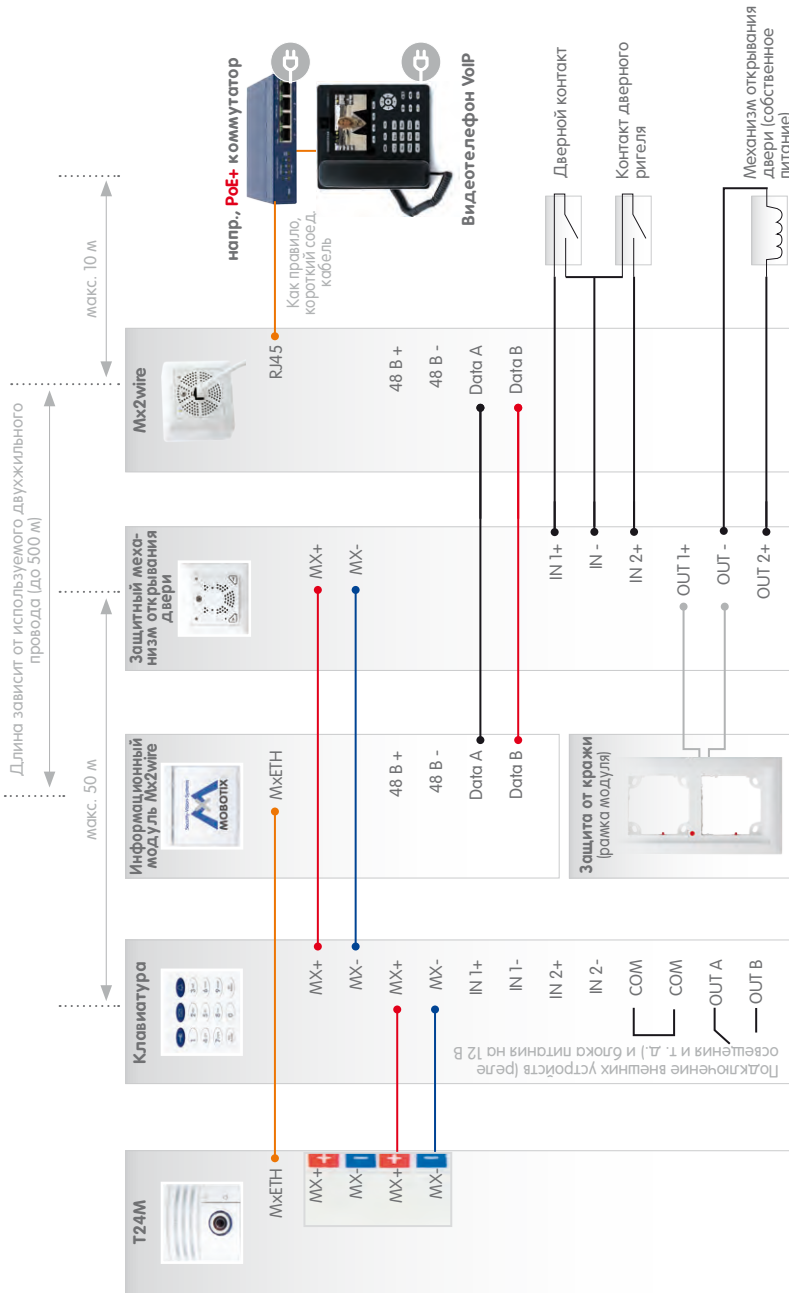 T24M
MxETH
MX+
MX-
MX+
MX-
Клавиатура
MX+
MX-
MX+
MX-
IN 1+
IN 1-
IN 2+
IN 2-
COM
COM
OUT A
OUT B
Подключение внешних устройств (реле
освещения и т. д.) и блока питания на 12 В
макс. 50 м
Информационный
модуль Mx2wire
Security-Vision-Systems
MOBOTIX
MxETH
48 В +
48 В -
Data A
Data B
Защита от кражи
(рамка модуля)
Длина зависит от используемого двухжильного
провода (до 500 м)
Защитный меха-
низм открывания
двери
MX+
MX-
IN 1+
IN -
IN 2+
OUT 1+
OUT -
OUT 2+
Mx2wire
RJ45
48 В +
48 В -
Data A
Data B
макс. 10 м
напр., PoE+ коммутатор
Как правило,
короткий соед.
кабель
Видеотелефон VoIP
Дверной контакт
Контакт дверного
ригеля
Механизм открывания
двери (собственное
питание)